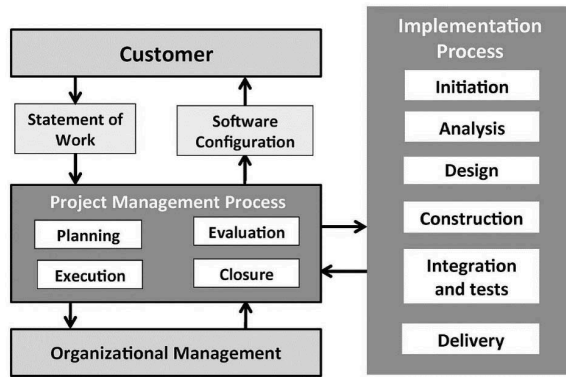 Customer
Statement of
Work
Software
Configuration
Project Management Process
Planning
Evaluation
Execution
Closure
Organizational Management
Implementation
Process
Initiation
Analysis
Design
Construction
Integration
and tests
Delivery